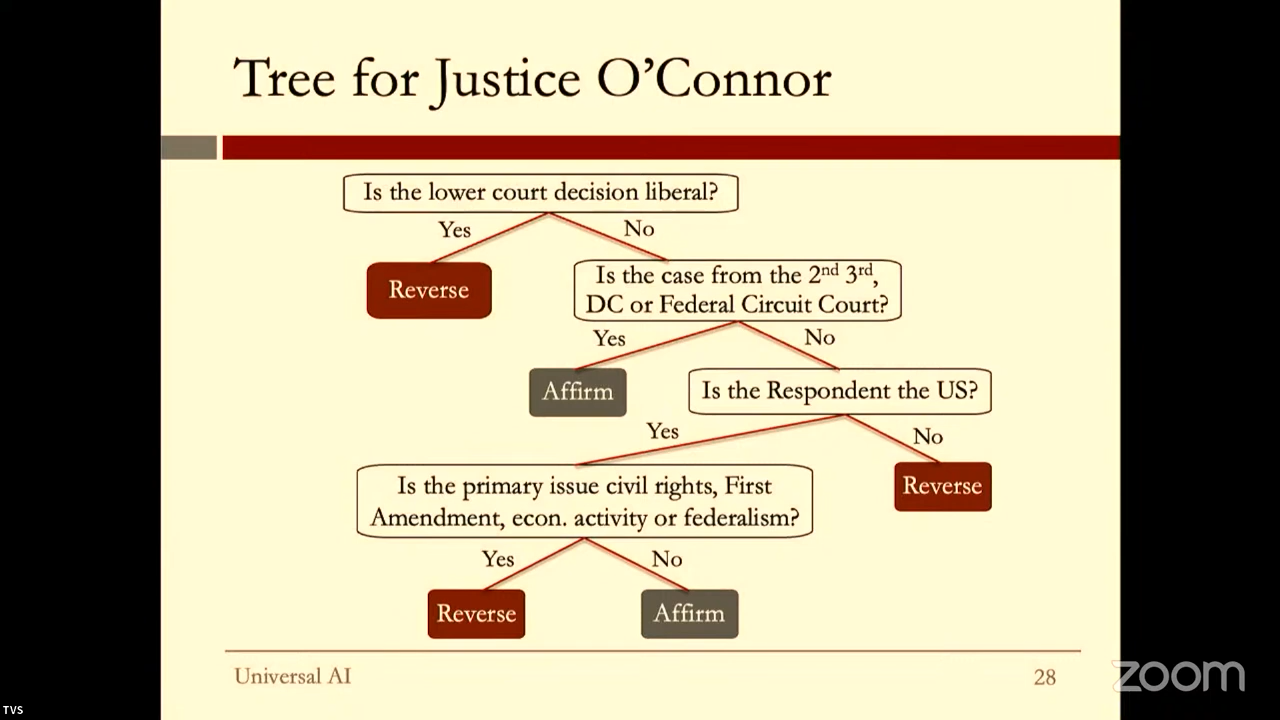 Tree for Justice O’Connor
Is the lower court decision liberal?
Yes
No
Reverse
Is the case from the 2nd 3rd,
DC or Federal Circuit Court?
Yes
No
Affirm
Is the Respondent the US?
Yes
No
Is the primary issue civil rights, First
Amendment, econ. activity or federalism?
Reverse
Yes
No
Reverse
Affirm
Universal AI
28
zoom
TVS